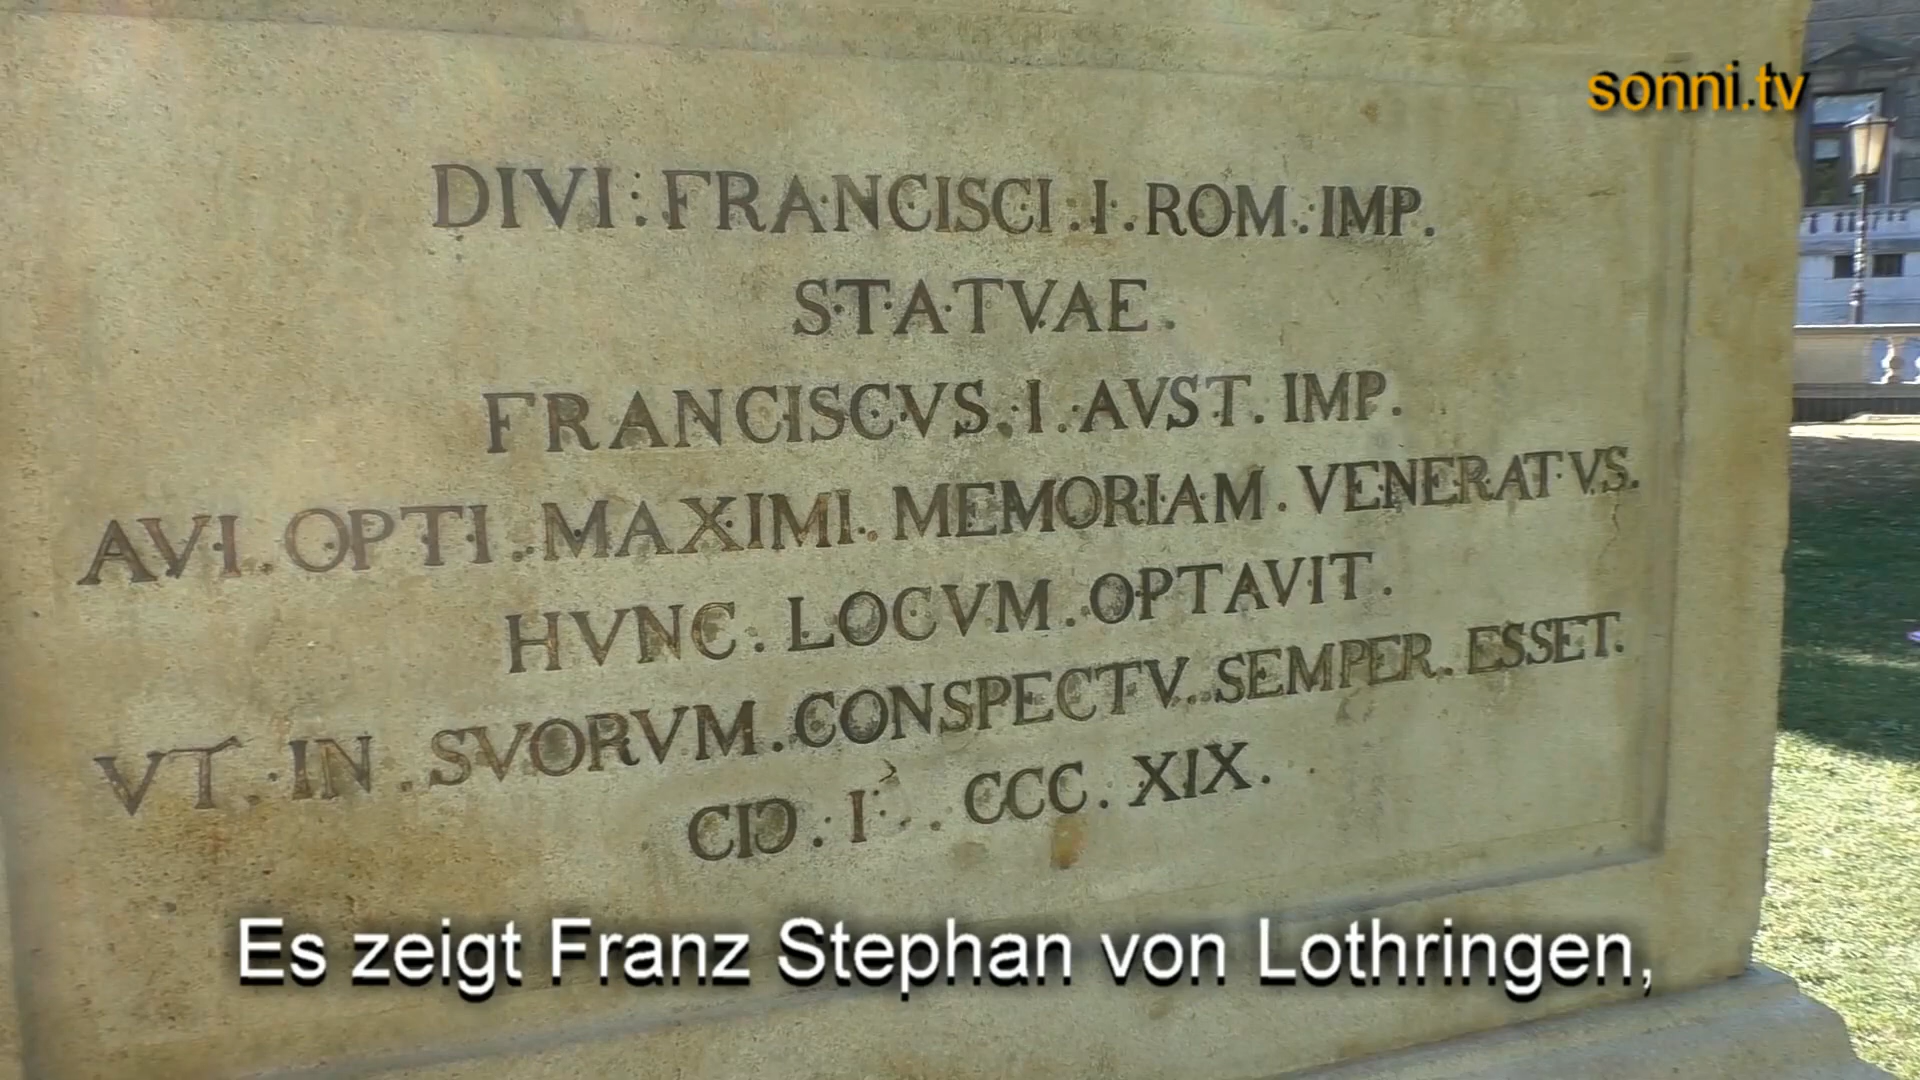 sonni.tv
DIVI . FRANCISCI . I . ROM . IMP.
STATVAE .
FRANCISCVS . I . AVST . IMP.
AVI . OPTI . MAXIMI . MEMORIAM . VENERATVS.
HVNC . LOCVM . OPTAVIT .
VT . IN . SVORVM . CONSPECTV . SEMPER . ESSET.
CIƆ . I . CCC . XIX .
Es zeigt Franz Stephan von Lothringen,